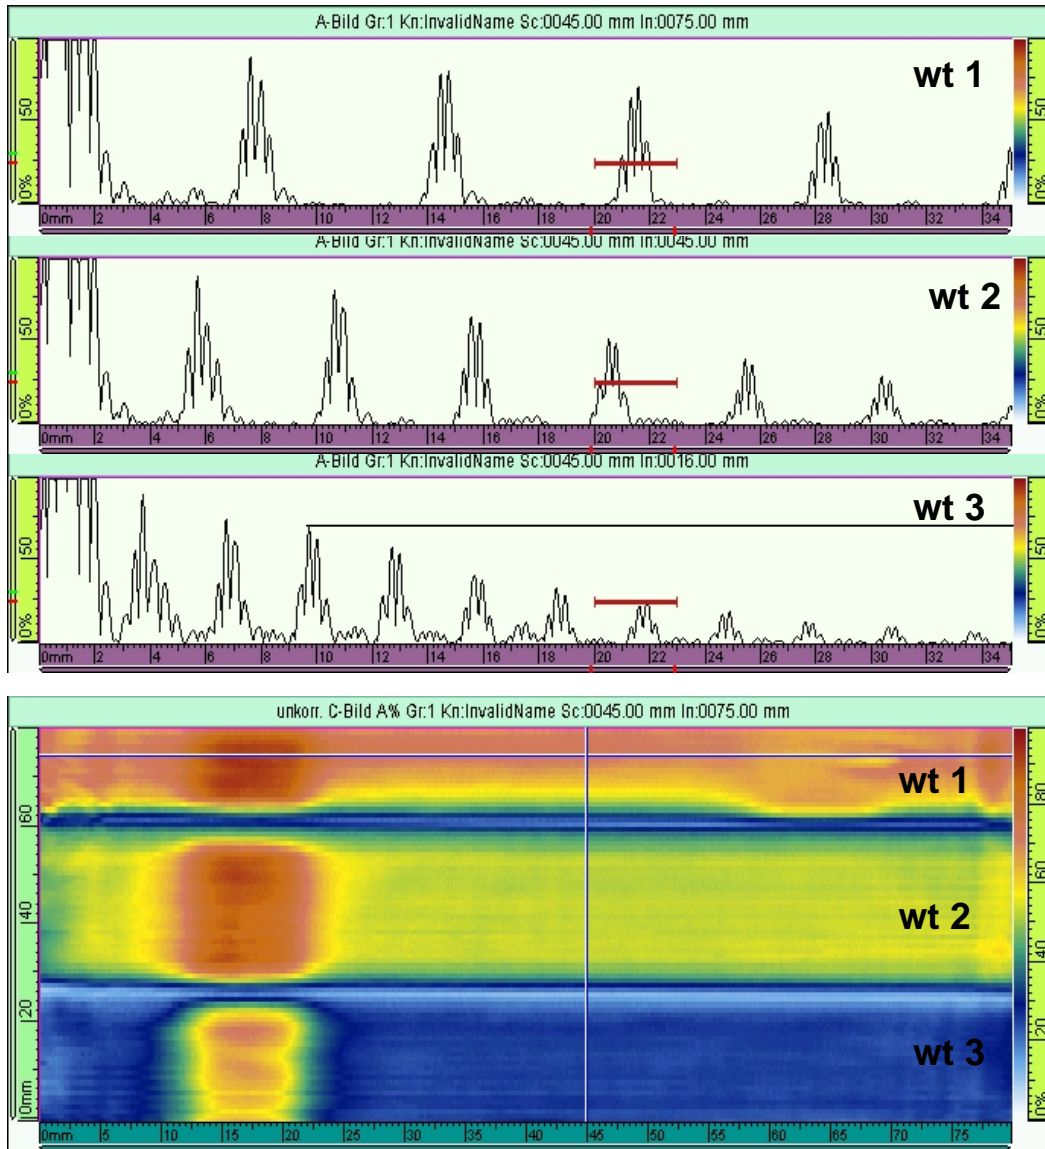 A-Bild Gr:1 Kn:InvalidName Sc:0045.00 mm In:0075.00 mm
wt 1
50
0%
50
0%
0mm 2 4 6 8 10 12 14 16 18 20 22 24 26 28 30 32 34
A-Bild Gr:1 Kn:InvalidName Sc:0045.00 mm In:0045.00 mm
wt 2
50
0%
50
0%
0mm 2 4 6 8 10 12 14 16 18 20 22 24 26 28 30 32 34
A-Bild Gr:1 Kn:InvalidName Sc:0045.00 mm In:0016.00 mm
wt 3
50
0%
50
0%
0mm 2 4 6 8 10 12 14 16 18 20 22 24 26 28 30 32 34
unkorr. C-Bild A% Gr:1 Kn:InvalidName Sc:0045.00 mm In:0075.00 mm
wt 1
80
60
60
wt 2
40
40
20
20
wt 3
0mm
0%
0mm 5 10 15 20 25 30 35 40 45 50 55 60 65 70 75